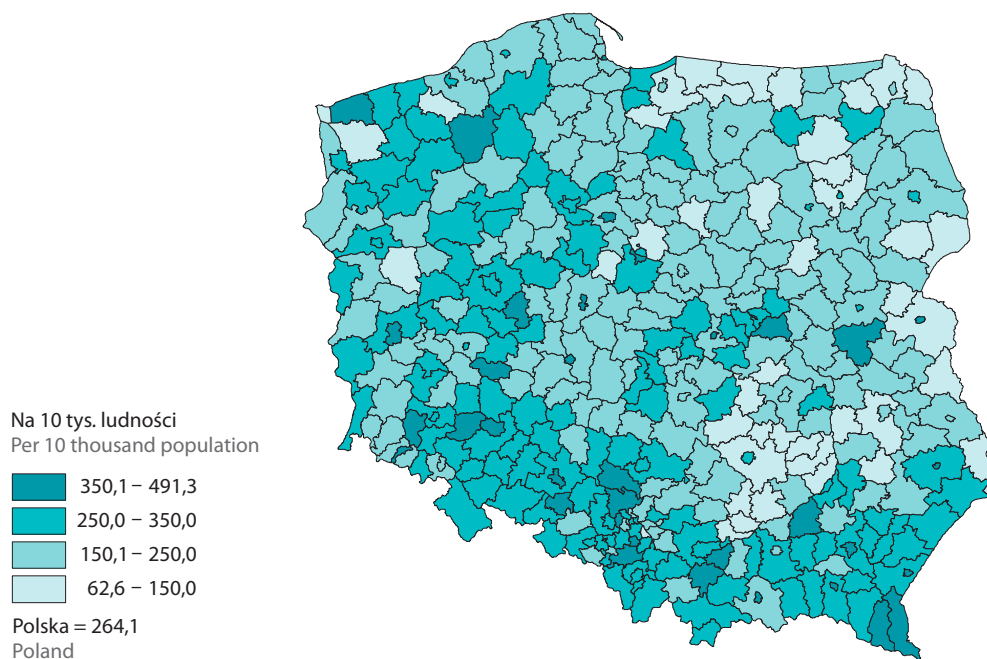 Na 10 tys. ludności
Per 10 thousand population
350,1 – 491,3
250,0 – 350,0
150,1 – 250,0
62,6 – 150,0
Polska = 264,1
Poland